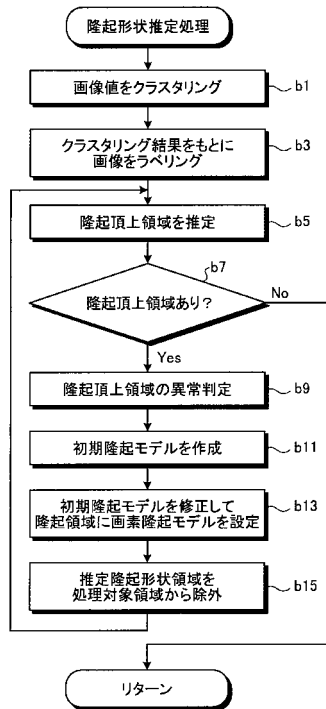 隆起形状推定処理
画像値をクラスタリング
b1
クラスタリング結果をもとに
画像をラベリング
b3
隆起頂上領域を推定
b5
b7
隆起頂上領域あり？
No
Yes
隆起頂上領域の異常判定
b9
初期隆起モデルを作成
b11
初期隆起モデルを修正して
隆起領域に画素隆起モデルを設定
b13
推定隆起形状領域を
処理対象領域から除外
b15
リターン